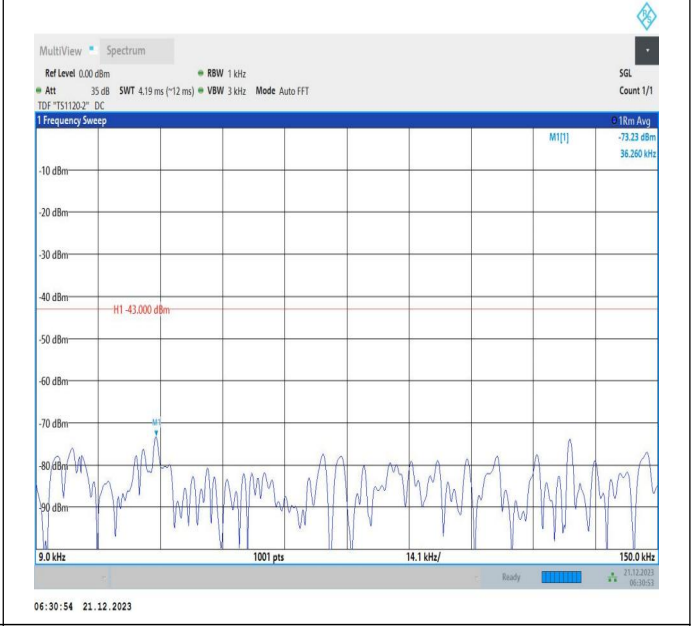 MultiView Spectrum
Ref Level 0.00 dBm RBW 1 kHz SGL
Att 35 dB SWT 4.19 ms (~12 ms) VBW 3 kHz Mode Auto FFT Count 1/1
TDF "TS1120-2" DC
1 Frequency Sweep 1Rm Avg
M1[1] -73.23 dBm
36.260 kHz
-10 dBm
-20 dBm
-30 dBm
-40 dBm
H1 -43.000 dBm
-50 dBm
-60 dBm
-70 dBm
M1
-80 dBm
-90 dBm
9.0 kHz 1001 pts 14.1 kHz/ 150.0 kHz
Ready 21.12.2023
06:30:53
06:30:54 21.12.2023